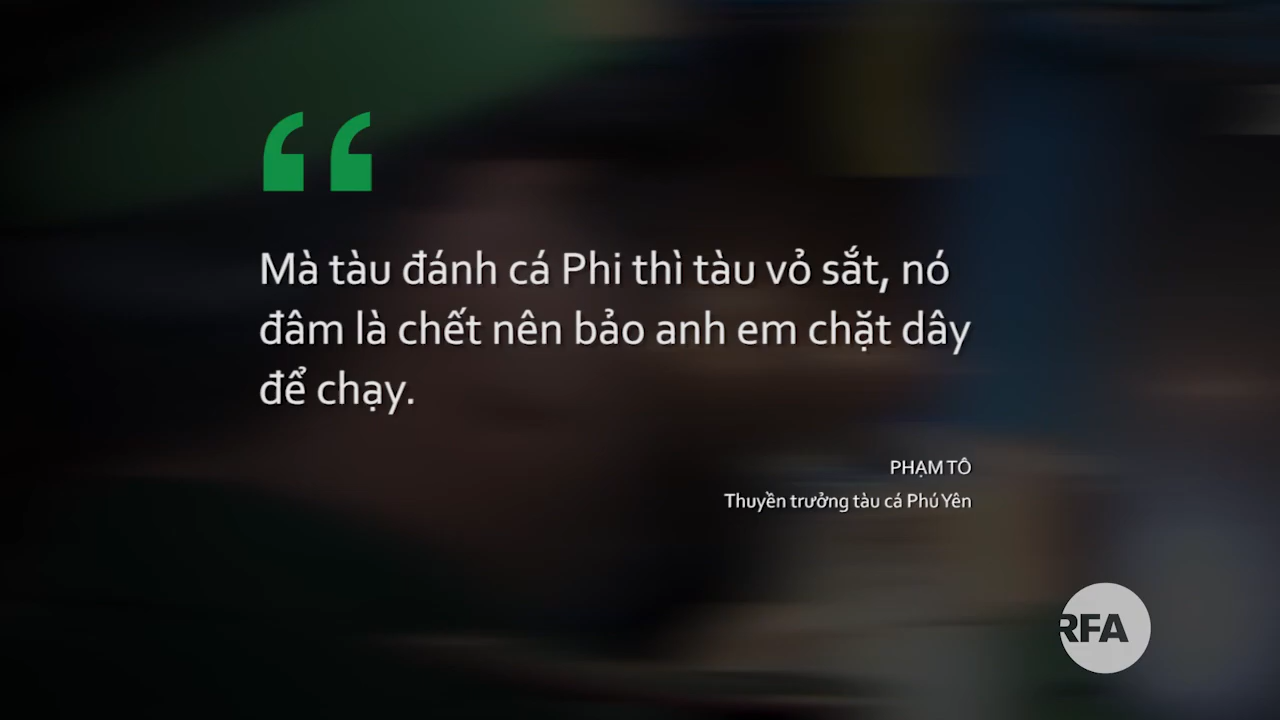 Mà tàu đánh cá Phi thì tàu vỏ sắt, nó
đâm là chết nên bảo anh em chặt dây
để chạy.
PHẠM TÔ
Thuyền trưởng tàu cá Phú Yên
RFA